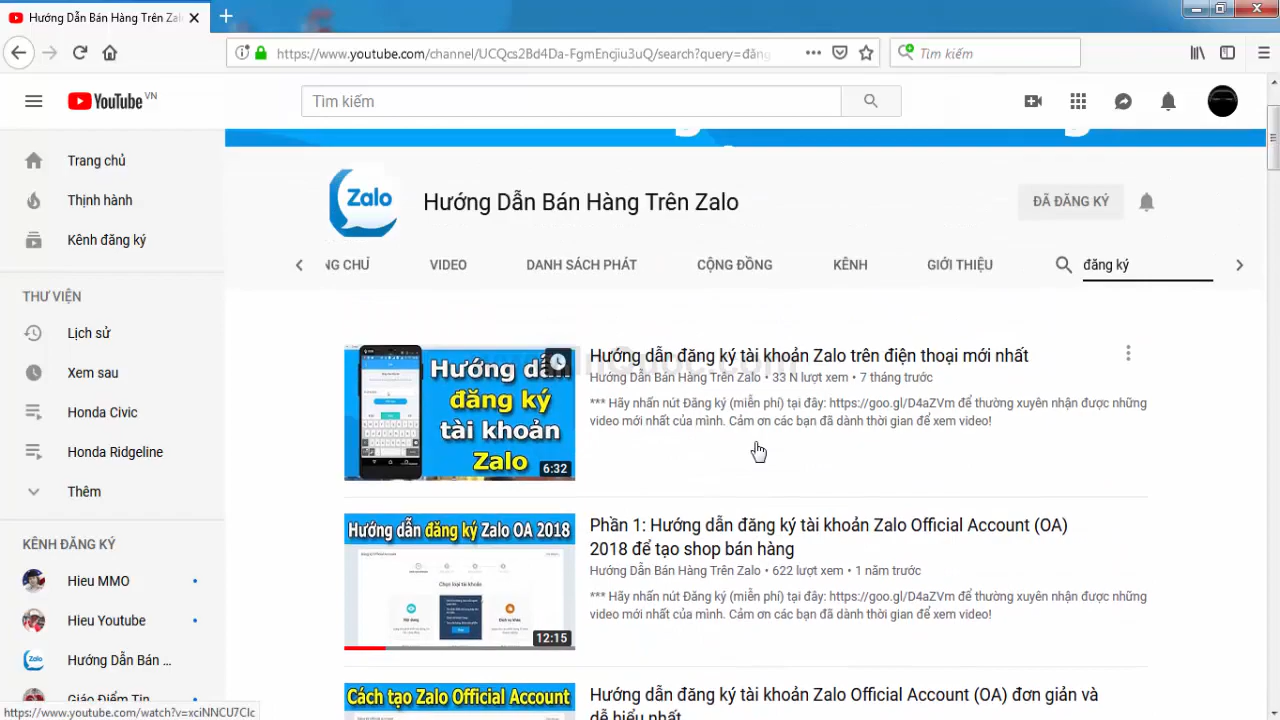 Hướng Dẫn Bán Hàng Trên Zalo
https://www.youtube.com/channel/UCQcs2Bd4Da-FgmEncjiu3uQ/search?query=đăng
Tìm kiếm
YouTube VN
Tìm kiếm
Trang chủ
Thịnh hành
Kênh đăng ký
THƯ VIỆN
Lịch sử
Xem sau
Honda Civic
Honda Ridgeline
Thêm
KÊNH ĐĂNG KÝ
Hieu MMO
Hieu Youtube
Hướng Dẫn Bán ...
Giáo Điểm Tin
https://www.youtube.com/watch?v=xciNNCU7CIc
Zalo
Hướng Dẫn Bán Hàng Trên Zalo
ĐÃ ĐĂNG KÝ
NG CHỦ
VIDEO
DANH SÁCH PHÁT
CỘNG ĐỒNG
KÊNH
GIỚI THIỆU
đăng ký
Hướng dẫn
đăng ký
tài khoản
Zalo
6:32
Hướng dẫn đăng ký tài khoản Zalo trên điện thoại mới nhất
Hướng Dẫn Bán Hàng Trên Zalo • 33 N lượt xem • 7 tháng trước
*** Hãy nhấn nút Đăng ký (miễn phí) tại đây: https://goo.gl/D4aZVm để thường xuyên nhận được những
video mới nhất của mình. Cảm ơn các bạn đã dành thời gian để xem video!
Hướng dẫn đăng ký Zalo OA 2018
Chọn loại tài khoản
12:15
Phần 1: Hướng dẫn đăng ký tài khoản Zalo Official Account (OA)
2018 để tạo shop bán hàng
Hướng Dẫn Bán Hàng Trên Zalo • 622 lượt xem • 1 năm trước
*** Hãy nhấn nút Đăng ký (miễn phí) tại đây: https://goo.gl/D4aZVm để thường xuyên nhận được những
video mới nhất của mình. Cảm ơn các bạn đã dành thời gian để xem video!
Cách tạo Zalo Official Account
Hướng dẫn đăng ký tài khoản Zalo Official Account (OA) đơn giản và
dễ hiểu nhất